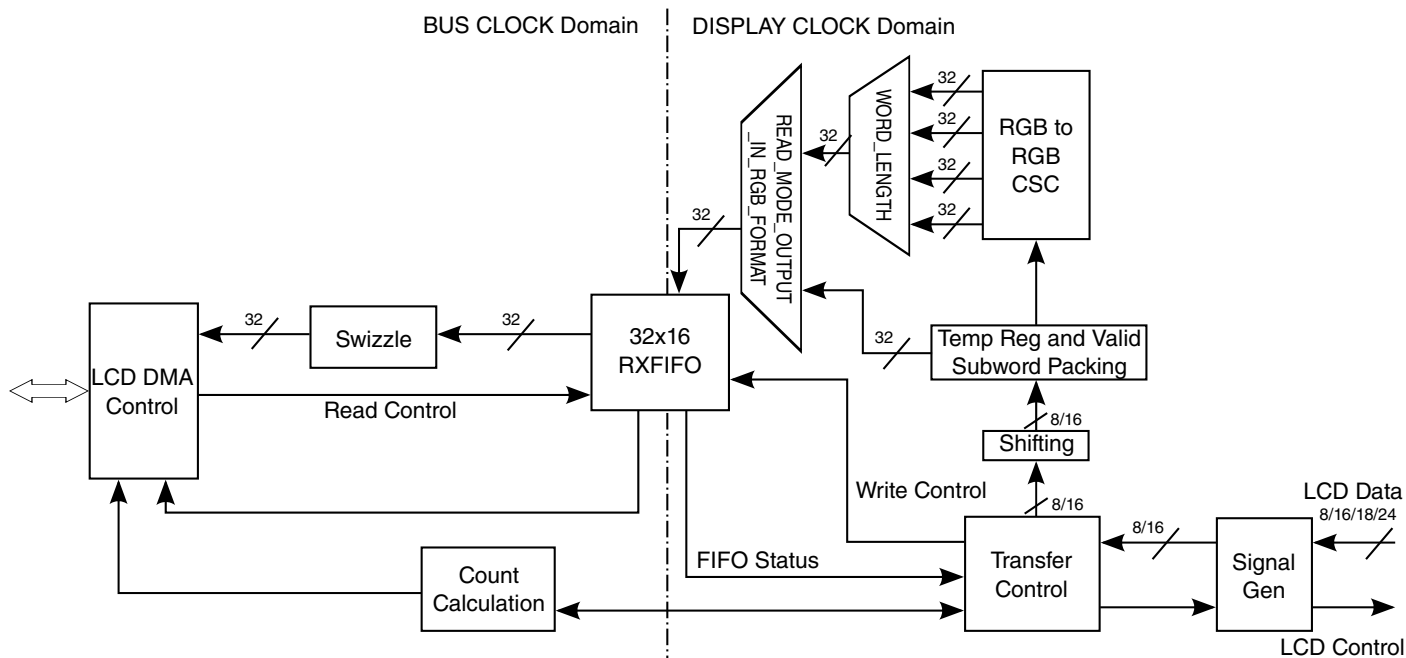 BUS CLOCK Domain
DISPLAY CLOCK Domain
32
32
32
32
RGB to
RGB
CSC
WORD_LENGTH
32
READ_MODE_OUTPUT
_IN_RGB_FORMAT
32
32
Temp Reg and Valid
Subword Packing
32x16
RXFIFO
32
Swizzle
32
LCD DMA
Control
Read Control
8/16
Shifting
8/16
Write Control
LCD Data
8/16/18/24
8/16
Signal
Gen
Transfer
Control
FIFO Status
Count
Calculation
LCD Control